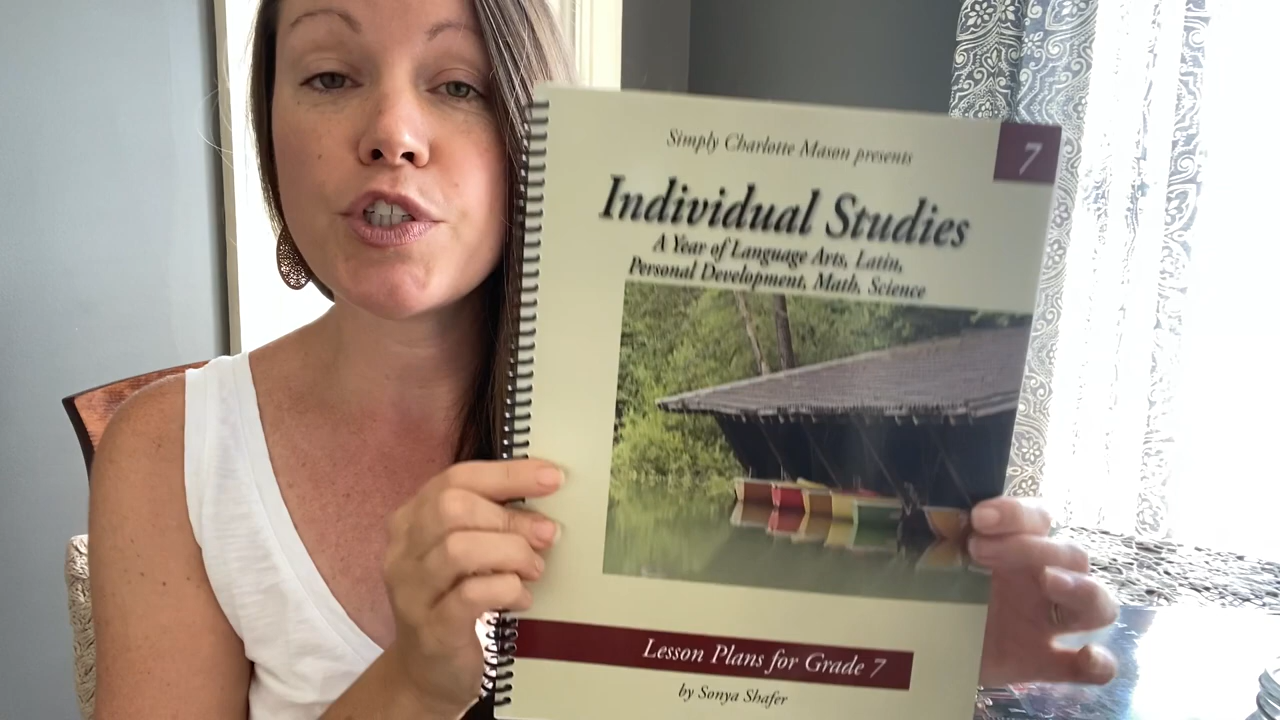 Simply Charlotte Mason presents
7
Individual Studies
A Year of Language Arts, Latin,
Personal Development, Math, Science
Lesson Plans for Grade 7
by Sonya Shafer